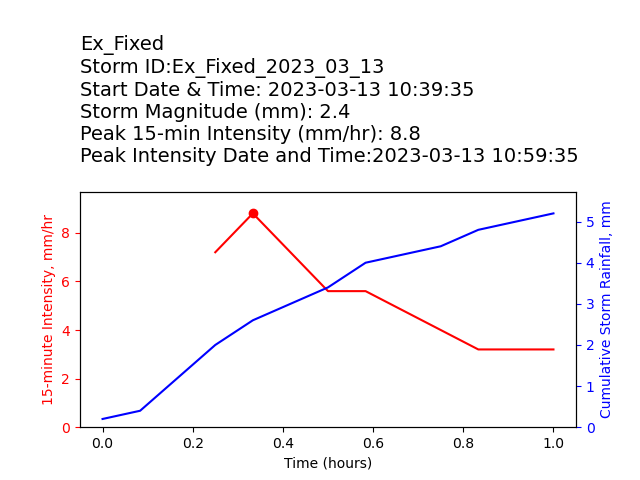 Ex_Fixed
Storm ID:Ex_Fixed_2023_03_13
Start Date & Time: 2023-03-13 10:39:35
Storm Magnitude (mm): 2.4
Peak 15-min Intensity (mm/hr): 8.8
Peak Intensity Date and Time:2023-03-13 10:59:35
15-minute Intensity, mm/hr
8
6
4
2
0
Cumulative Storm Rainfall, mm
5
4
3
2
1
0
0.0 0.2 0.4 0.6 0.8 1.0
Time (hours)